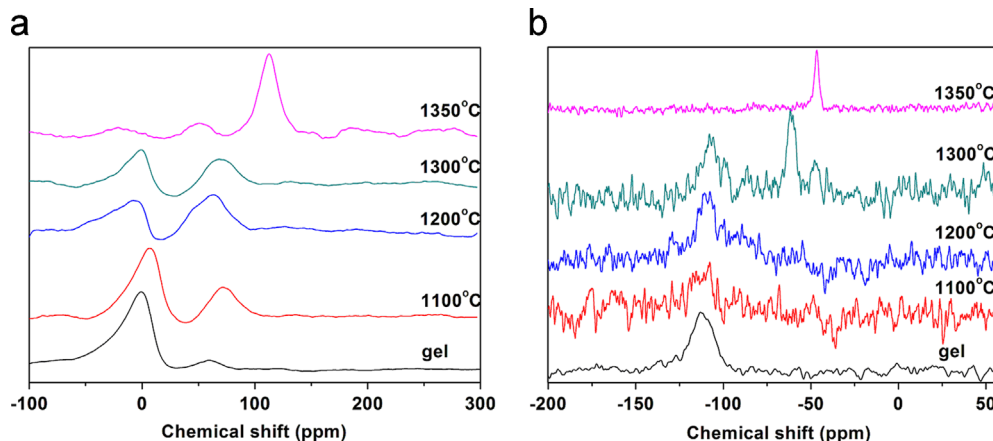 a
1350°C
1300°C
1200°C
1100°C
gel
-100 0 100 200 300
Chemical shift (ppm)
b
1350°C
1300°C
1200°C
1100°C
gel
-200 -150 -100 -50 0 50
Chemical shift (ppm)